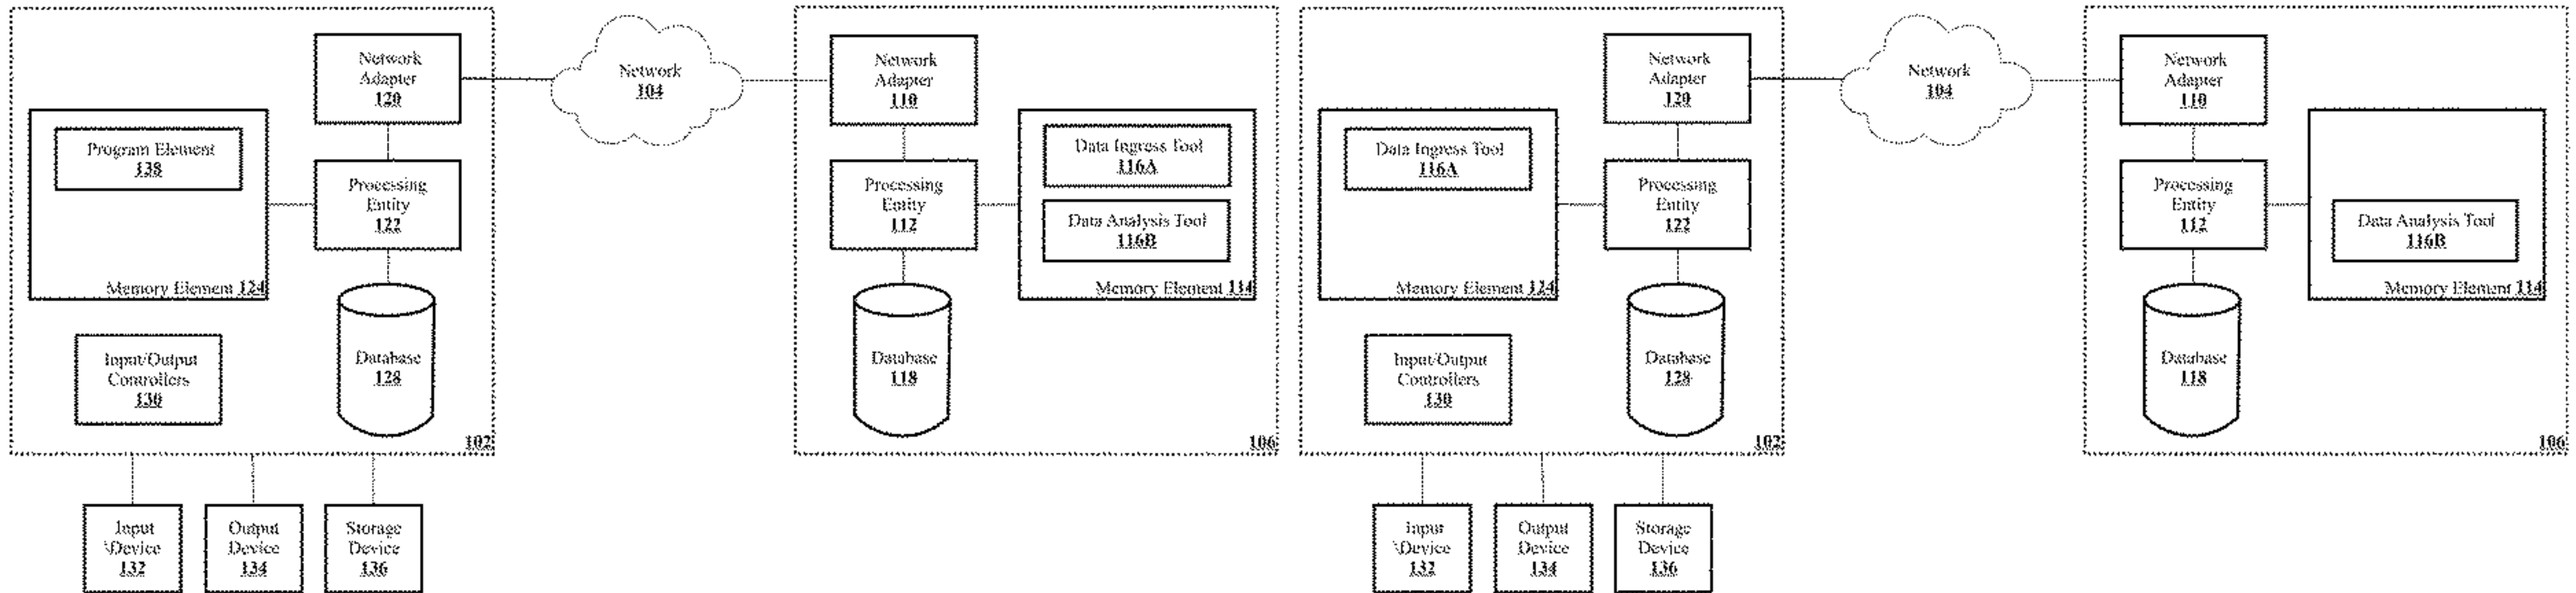 Network
Adapter
120
Program Element
138
Processing
Entity
122
Memory Element 124
Input/Output
Controllers
130
Database
128
102
Input
\Device
132
Output
Device
134
Storage
Device
136
Network
104
Network
Adapter
110
Processing
Entity
112
Data Ingress Tool
116A
Data Analysis Tool
116B
Memory Element 114
Database
118
106
Network
Adapter
120
Data Ingress Tool
116A
Processing
Entity
122
Memory Element 124
Input/Output
Controllers
130
Database
128
102
Input
\Device
132
Output
Device
134
Storage
Device
136
Network
104
Network
Adapter
110
Processing
Entity
112
Data Analysis Tool
116B
Memory Element 114
Database
118
106